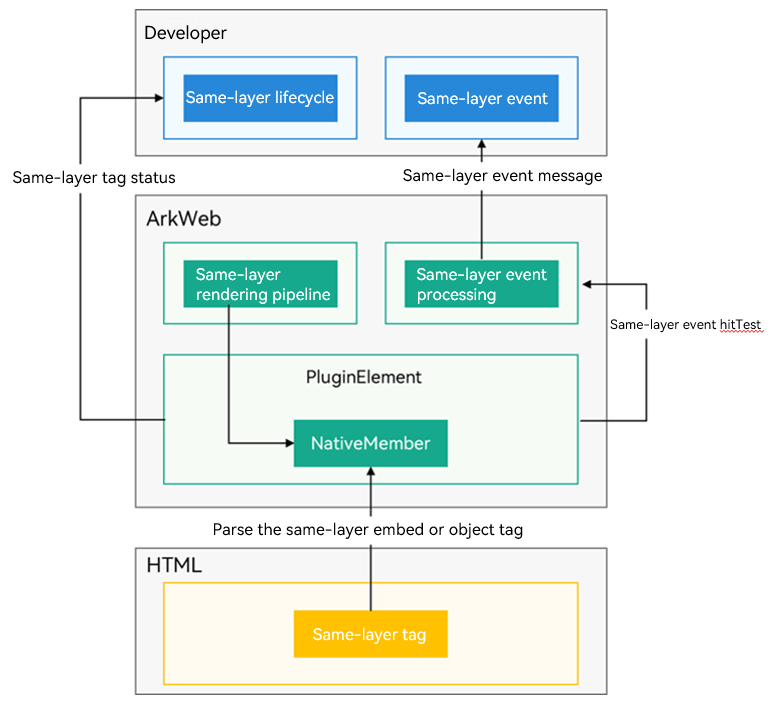 Developer
Same-layer lifecycle
Same-layer event
Same-layer tag status
Same-layer event message
ArkWeb
Same-layer
rendering pipeline
Same-layer event
processing
Same-layer event hitTest
PluginElement
NativeMember
Parse the same-layer embed or object tag
HTML
Same-layer tag